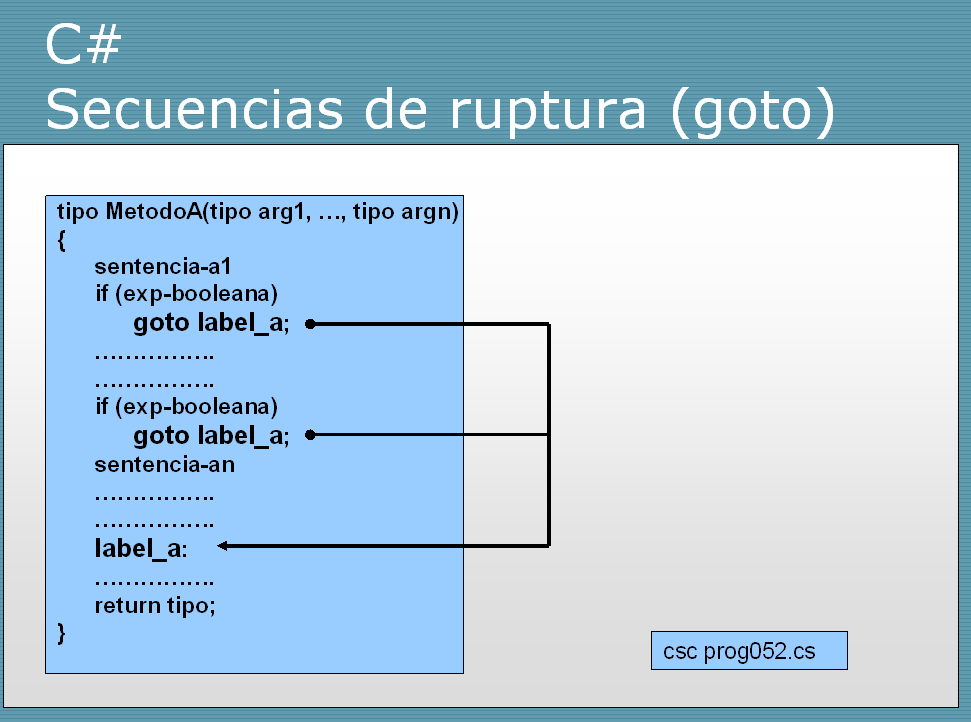 C#
Secuencias de ruptura (goto)
tipo MetodoA(tipo arg1, …, tipo argn)
{
sentencia-a1
if (exp-booleana)
goto label_a;
…………….
…………….
if (exp-booleana)
goto label_a;
sentencia-an
…………….
…………….
label_a:
…………….
return tipo;
}
csc prog052.cs